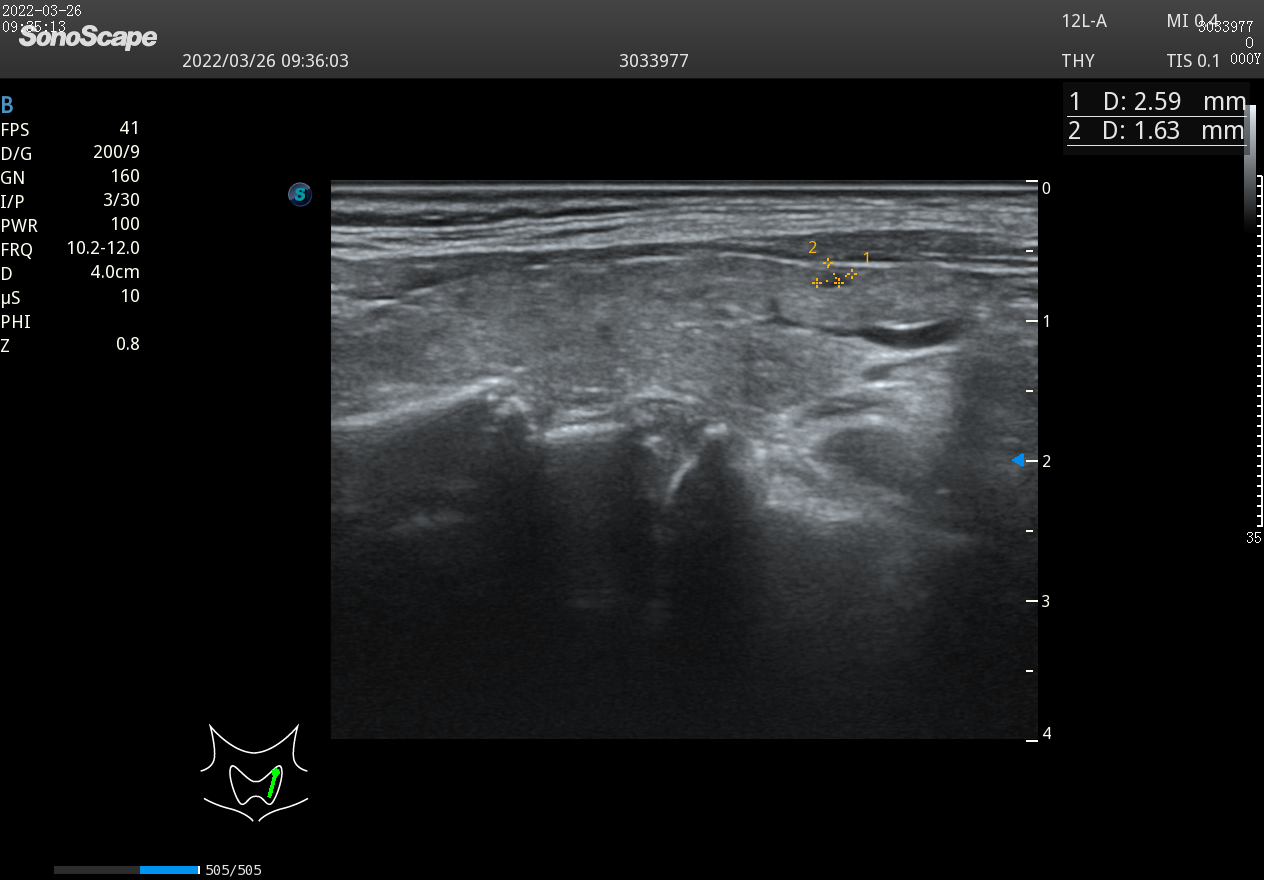 2022-03-26
09:35:13
SonoScape
2022/03/26 09:36:03
3033977
12L-A
MI 0.4
3033977
0
THY
TIS 0.1
000Y
1 D: 2.59 mm
2 D: 1.63 mm
B
FPS 41
D/G 200/9
GN 160
I/P 3/30
PWR 100
FRQ 10.2-12.0
D 4.0cm
µS 10
PHI
Z 0.8
S
0
2
1
1
2
3
4
35
505/505